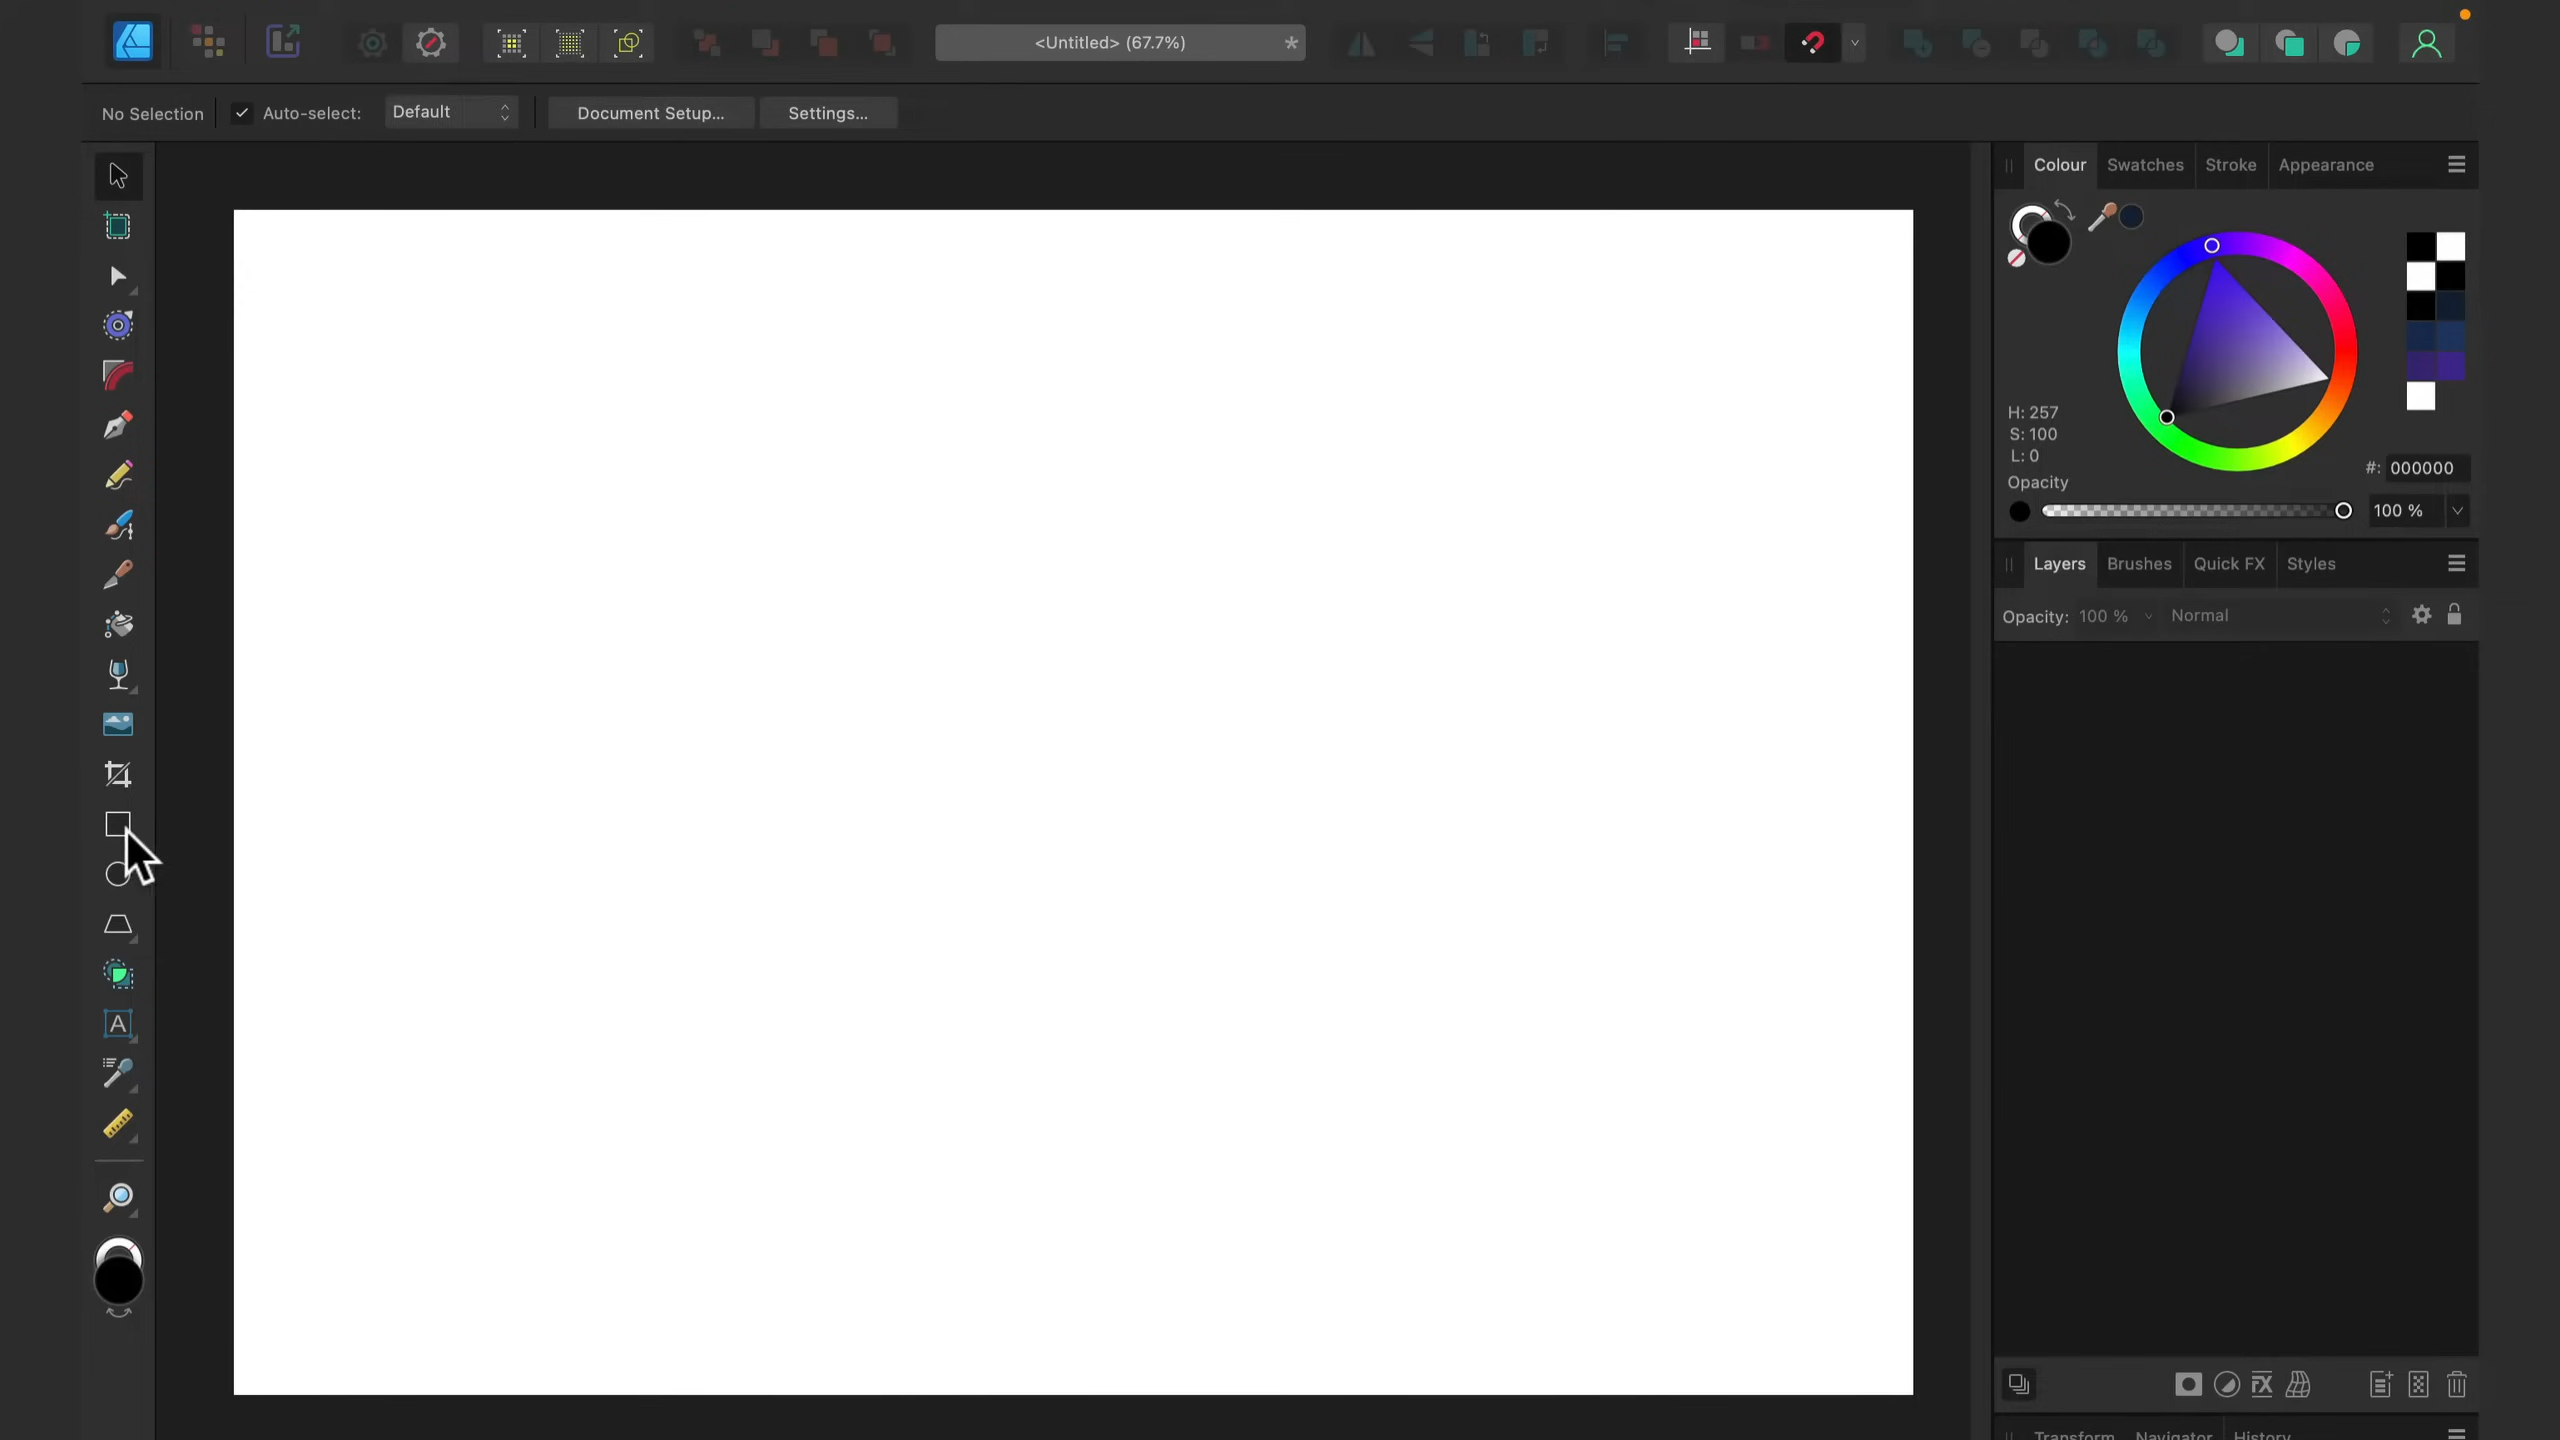 <Untitled> (67.7%) *
No Selection Auto-select: Default Document Setup... Settings...
Colour Swatches Stroke Appearance
H: 257
S: 100
L: 0
#: 000000
Opacity
100 %
Layers Brushes Quick FX Styles
Opacity: 100 % Normal
A
FX
Transform Navigator History